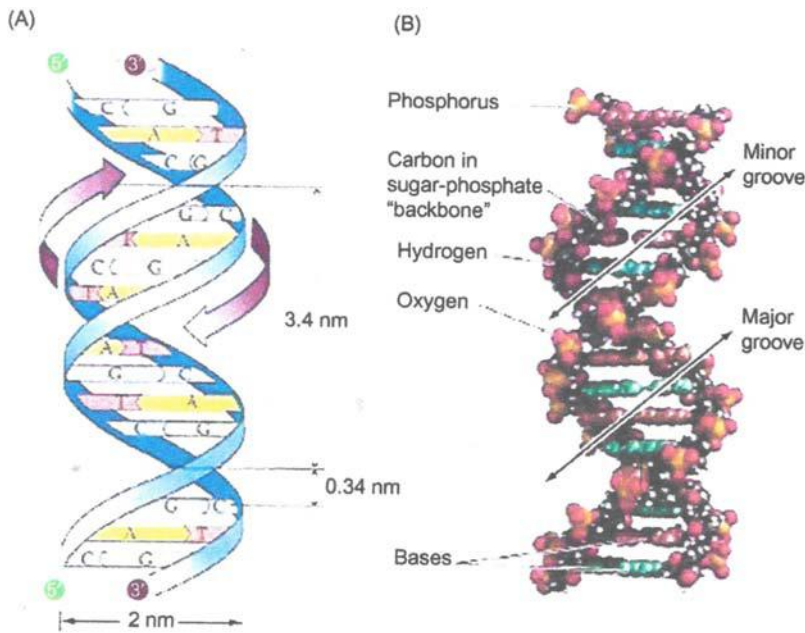 (A)
5' 3'
C G
A T
C G
G C
A
C G
T A
3.4 nm
A T
G C
T A
C G
0.34 nm
G C
A T
C G
5' 3'
2 nm
(B)
Phosphorus
Minor
groove
Carbon in
sugar-phosphate
"backbone"
Hydrogen
Oxygen
Major
groove
Bases